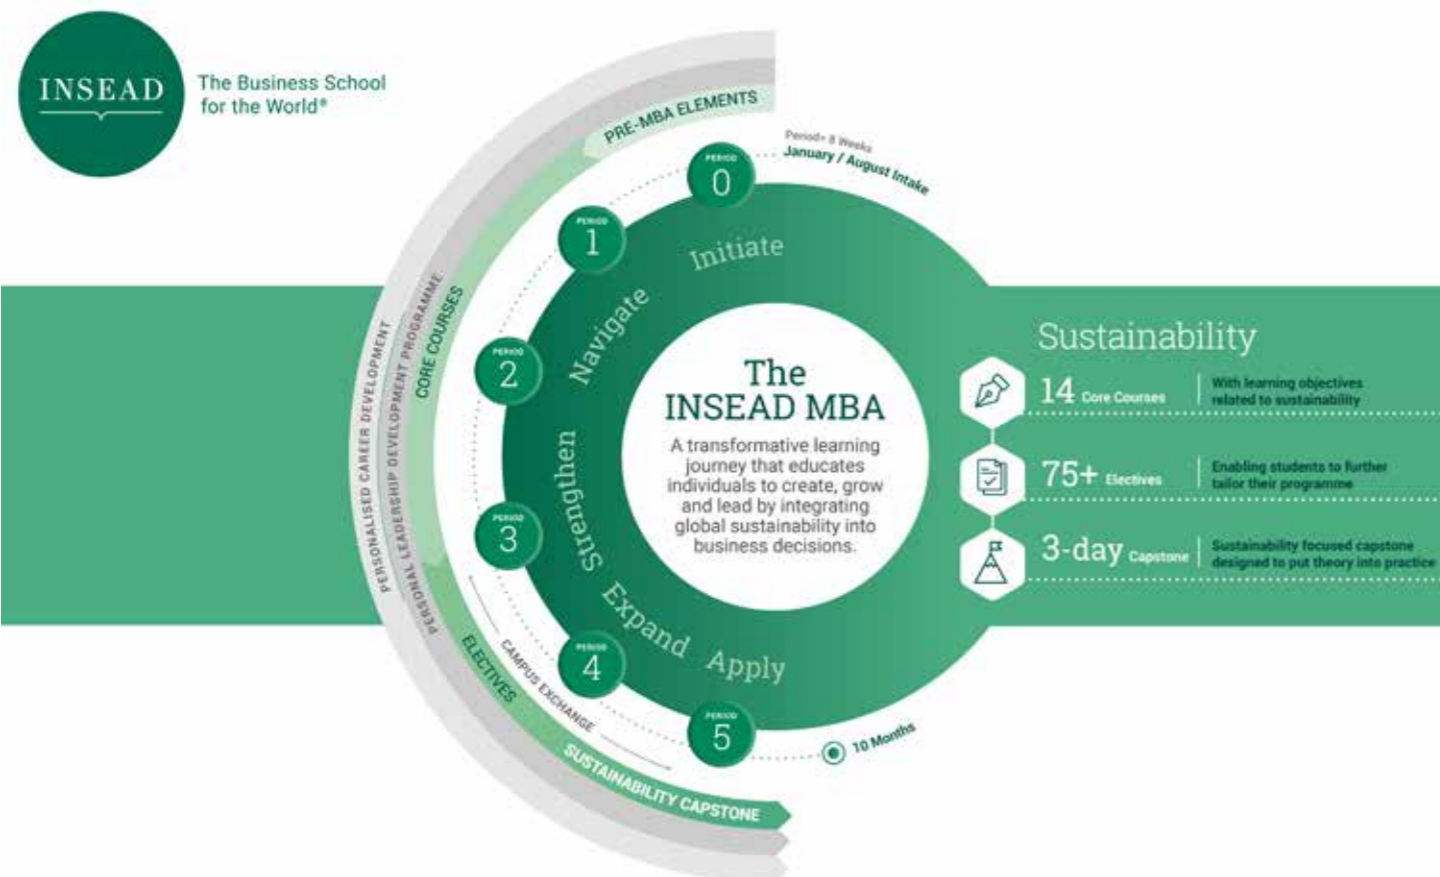 INSEAD
The Business School
for the World®
PRE-MBA ELEMENTS
Period= 8 Weeks
January / August Intake
PERIOD
0
PERIOD
1
PERIOD
2
PERIOD
3
PERIOD
4
PERIOD
5
Initiate
Navigate
Strengthen
Expand
Apply
PERSONALISED CAREER DEVELOPMENT
PERSONAL LEADERSHIP DEVELOPMENT PROGRAMME
CORE COURSES
ELECTIVES
CAMPUS EXCHANGE
SUSTAINABILITY CAPSTONE
10 Months
The
INSEAD MBA
A transformative learning
journey that educates
individuals to create, grow
and lead by integrating
global sustainability into
business decisions.
Sustainability
14 Core Courses
With learning objectives
related to sustainability
75+ Electives
Enabling students to further
tailor their programme
3-day Capstone
Sustainability focused capstone
designed to put theory into practice